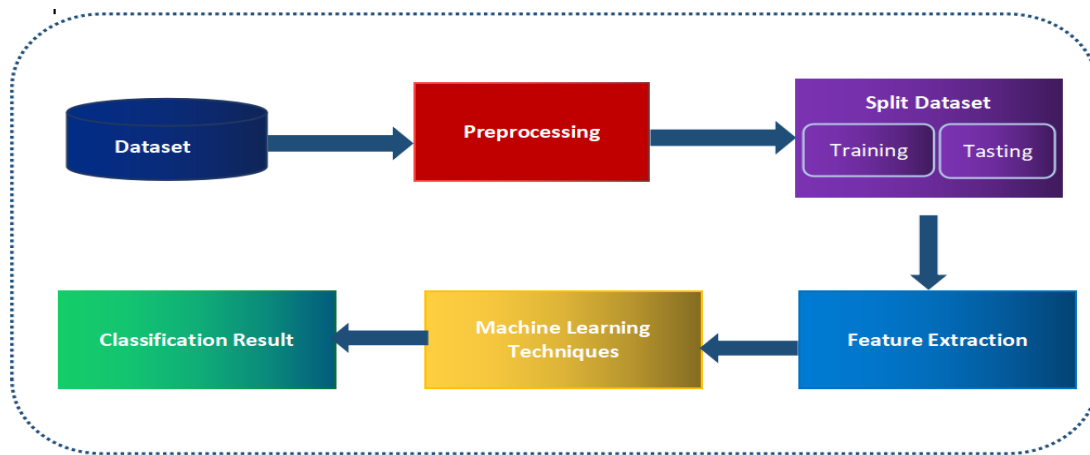 Dataset
Preprocessing
Split Dataset
Training
Tasting
Classification Result
Machine Learning
Techniques
Feature Extraction